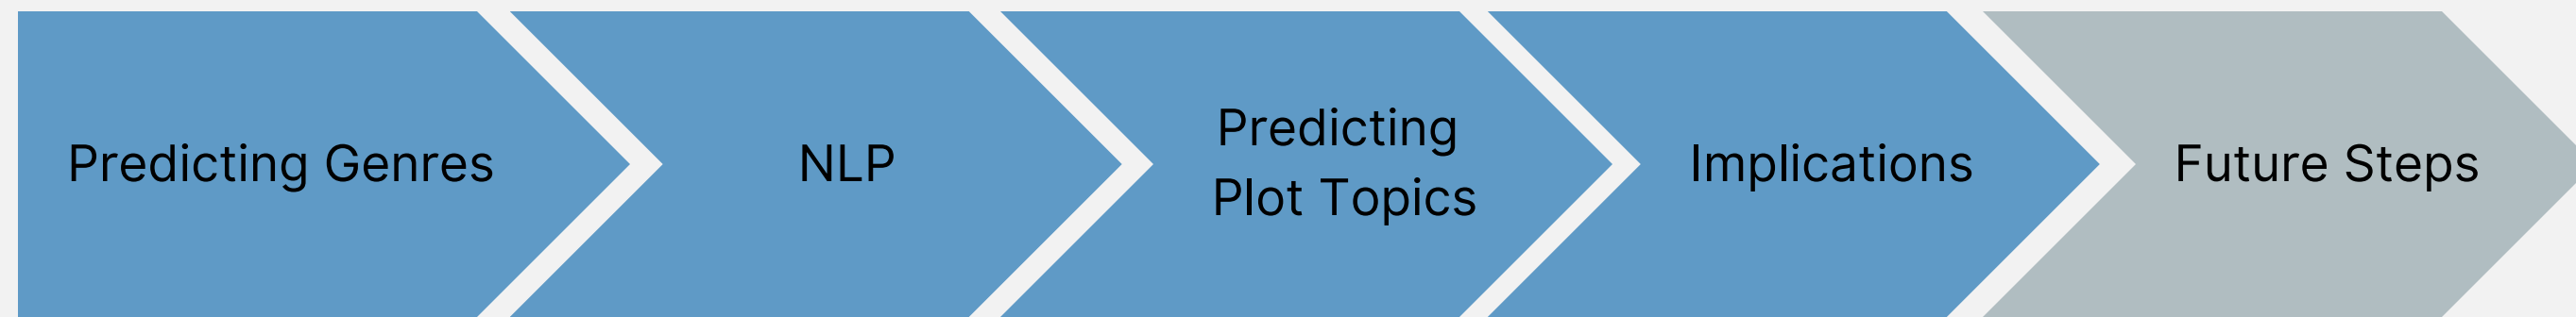 Predicting Genres
NLP
Predicting
Plot Topics
Implications
Future Steps